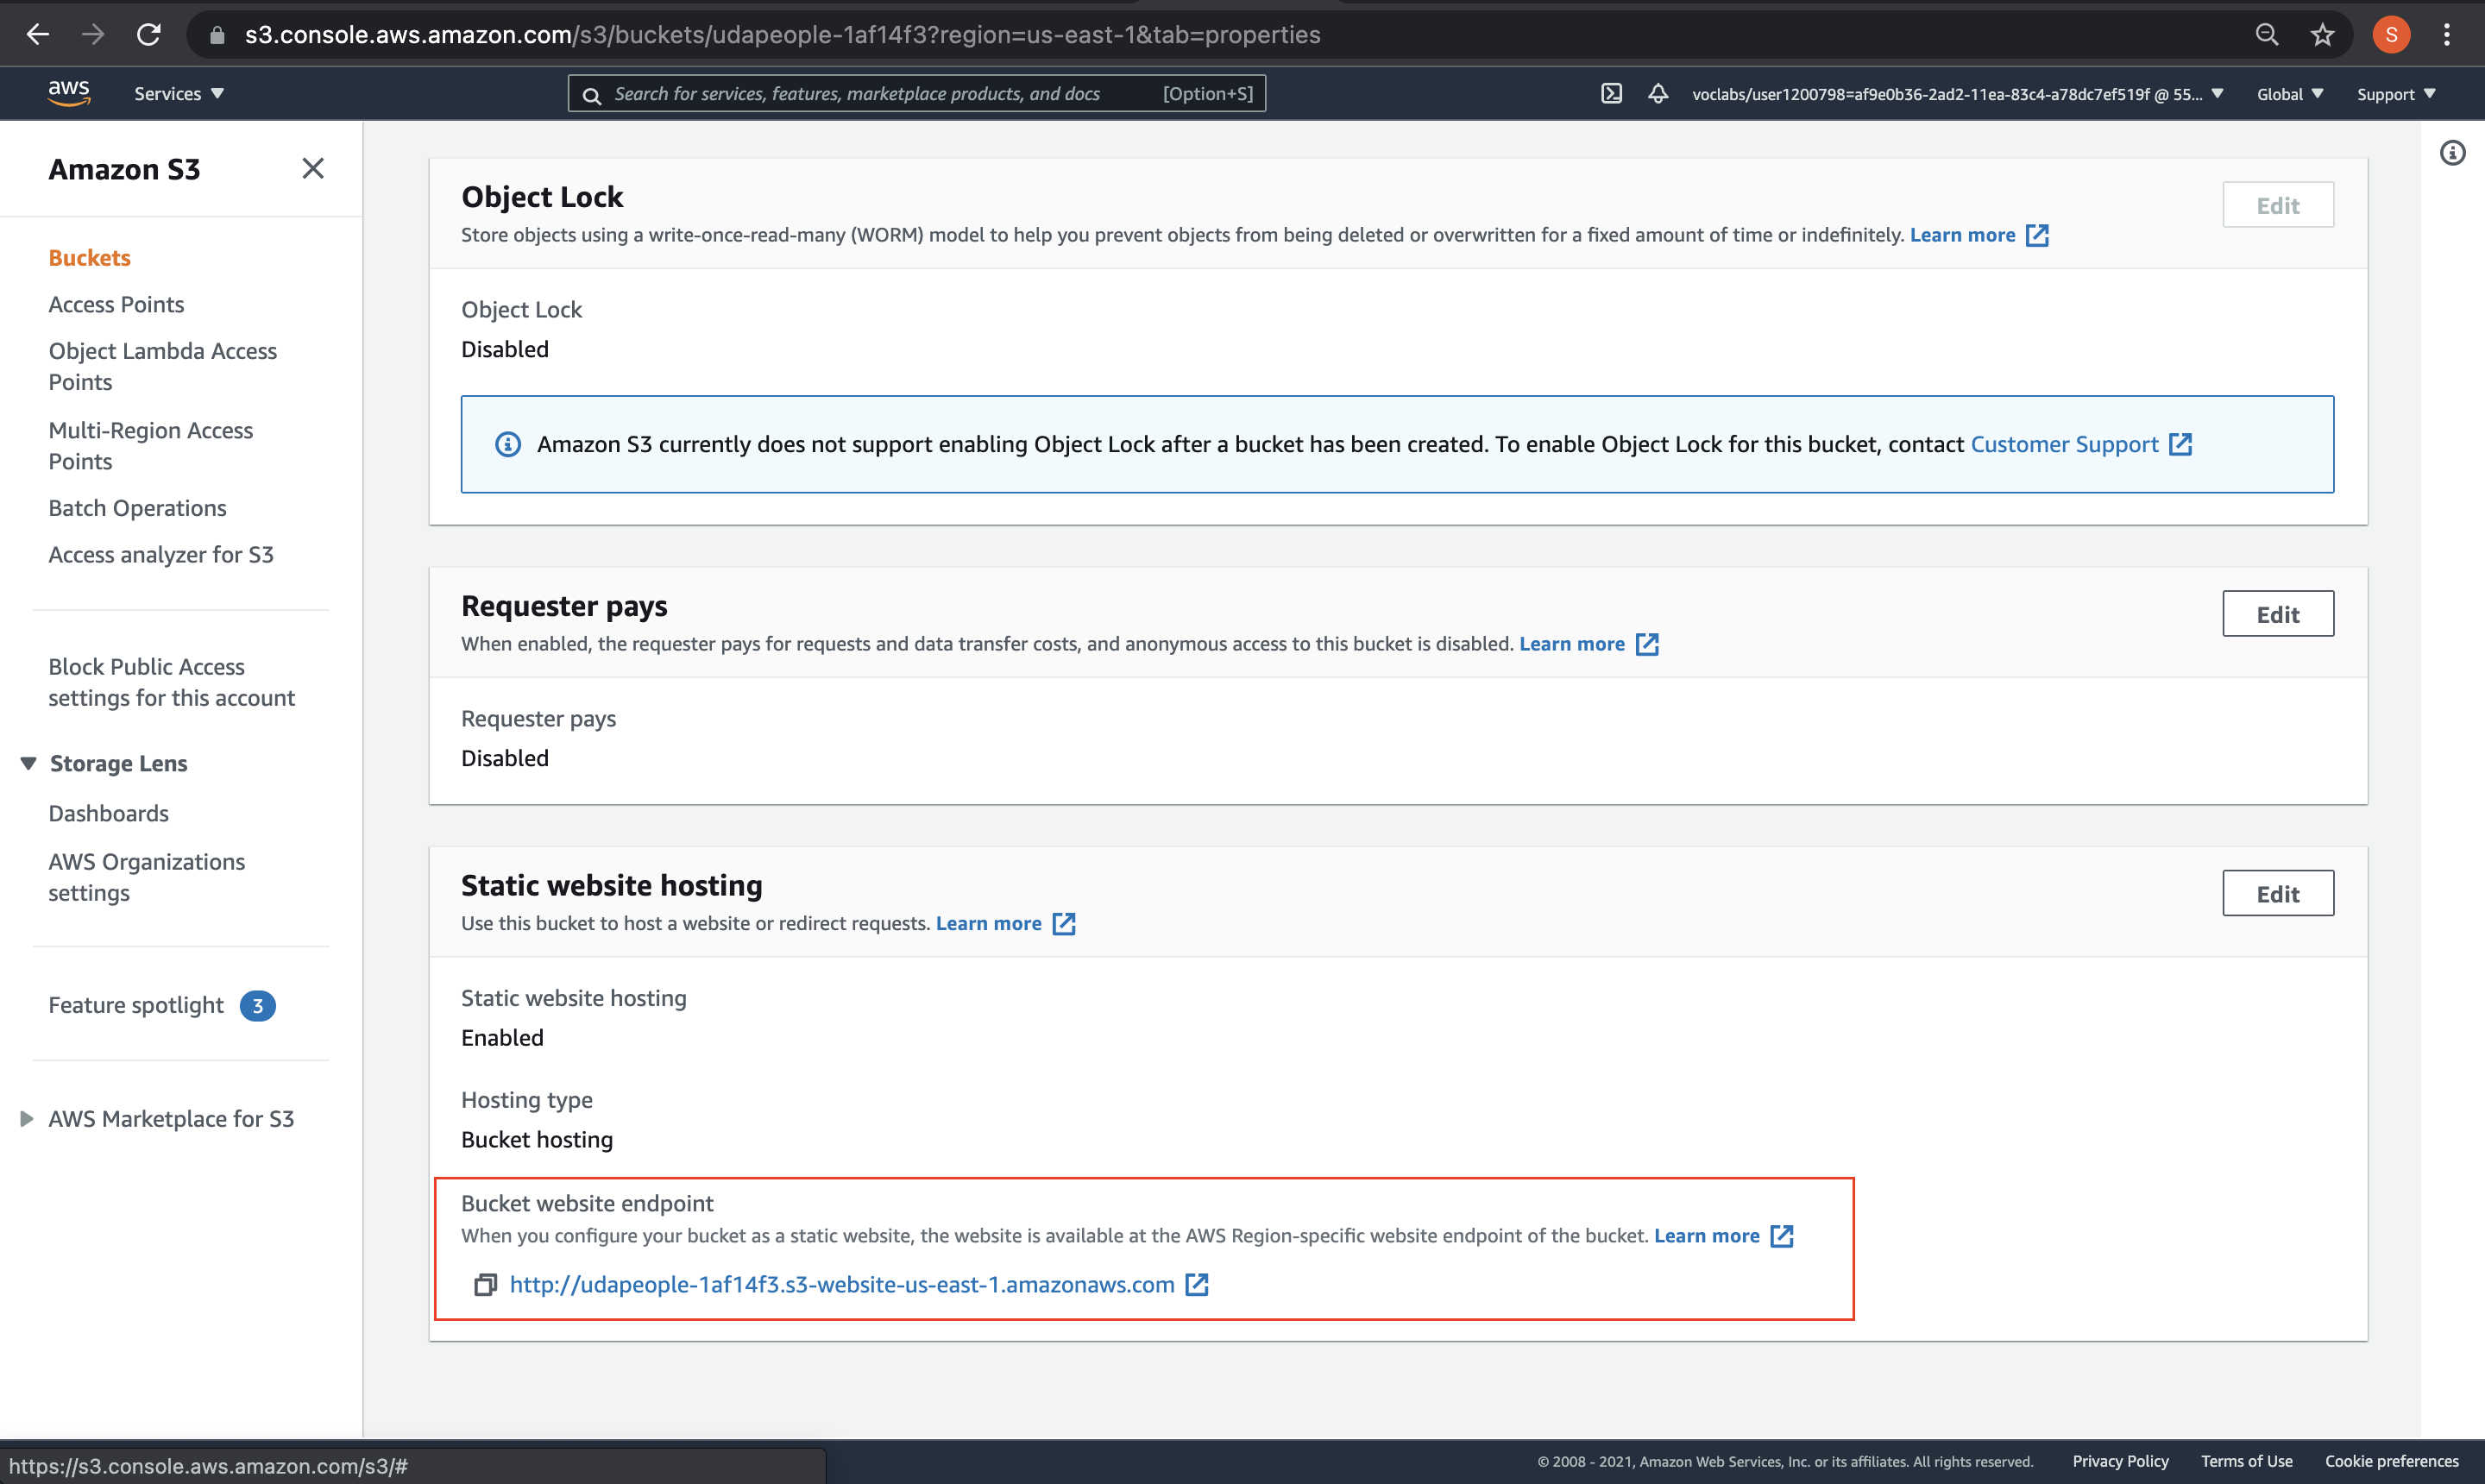 s3.console.aws.amazon.com/s3/buckets/udapeople-1af14f3?region=us-east-1&tab=properties
S
aws
Services
Search for services, features, marketplace products, and docs
[Option+S]
voclabs/user1200798=af9e0b36-2ad2-11ea-83c4-a78dc7ef519f @ 55...
Global
Support
Amazon S3
Buckets
Access Points
Object Lambda Access
Points
Multi-Region Access
Points
Batch Operations
Access analyzer for S3
Block Public Access
settings for this account
Storage Lens
Dashboards
AWS Organizations
settings
Feature spotlight 3
AWS Marketplace for S3
Object Lock
Edit
Store objects using a write-once-read-many (WORM) model to help you prevent objects from being deleted or overwritten for a fixed amount of time or indefinitely. Learn more
Object Lock
Disabled
Amazon S3 currently does not support enabling Object Lock after a bucket has been created. To enable Object Lock for this bucket, contact Customer Support
Requester pays
Edit
When enabled, the requester pays for requests and data transfer costs, and anonymous access to this bucket is disabled. Learn more
Requester pays
Disabled
Static website hosting
Edit
Use this bucket to host a website or redirect requests. Learn more
Static website hosting
Enabled
Hosting type
Bucket hosting
Bucket website endpoint
When you configure your bucket as a static website, the website is available at the AWS Region-specific website endpoint of the bucket. Learn more
http://udapeople-1af14f3.s3-website-us-east-1.amazonaws.com
https://s3.console.aws.amazon.com/s3/#
© 2008 - 2021, Amazon Web Services, Inc. or its affiliates. All rights reserved.
Privacy Policy
Terms of Use
Cookie preferences